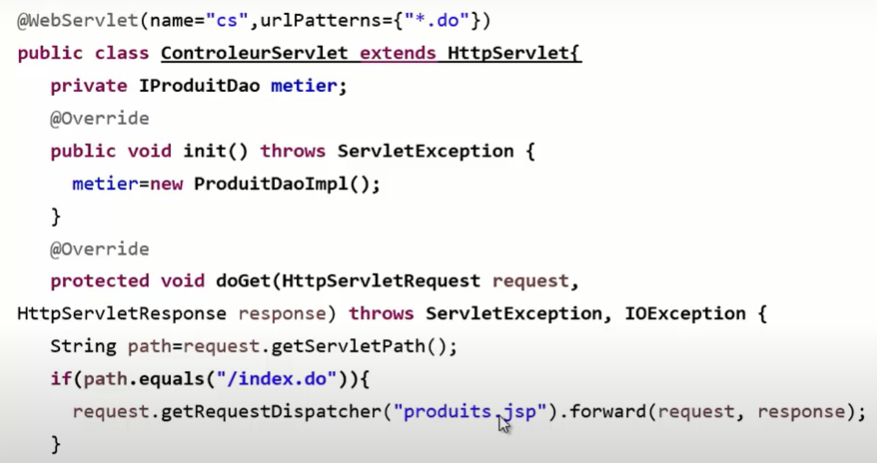 @WebServlet(name="cs",urlPatterns={"*.do"})
public class ControleurServlet extends HttpServlet{
private IProduitDao metier;
@Override
public void init() throws ServletException {
metier=new ProduitDaoImpl();
}
@Override
protected void doGet(HttpServletRequest request,
HttpServletResponse response) throws ServletException, IOException {
String path=request.getServletPath();
if(path.equals("/index.do")){
request.getRequestDispatcher("produits.jsp").forward(request, response);
}